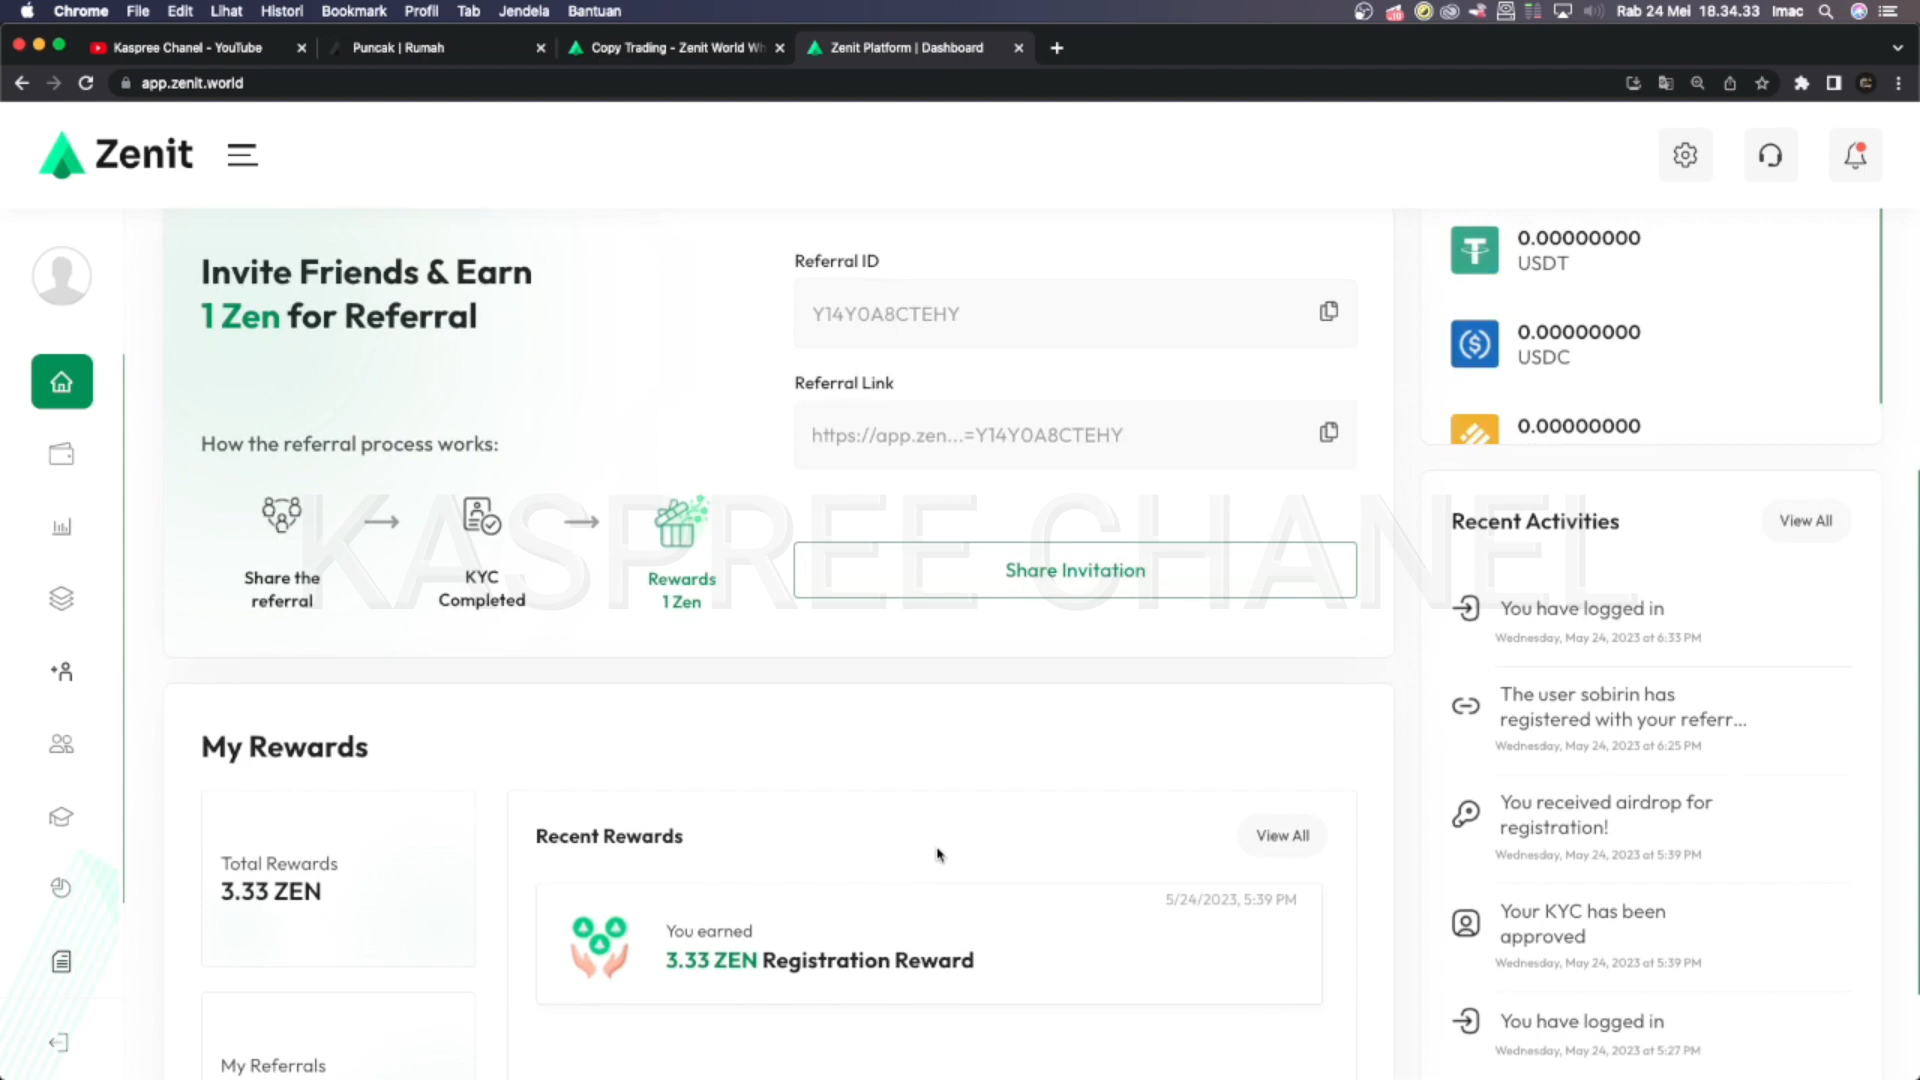 Chrome File Edit Lihat Histori Bookmark Profil Tab Jendela Bantuan
Rab 24 Mei 18.34.33 Imac
Kaspree Chanel - YouTube
Puncak | Rumah
Copy Trading - Zenit World Wh
Zenit Platform | Dashboard
app.zenit.world
Zenit
Invite Friends & Earn
1 Zen for Referral
How the referral process works:
Share the
referral
KYC
Completed
Rewards
1 Zen
Referral ID
Y14Y0A8CTEHY
Referral Link
https://app.zen...=Y14Y0A8CTEHY
Share Invitation
KASPREE CHANEL
0.00000000
USDT
0.00000000
USDC
0.00000000
My Rewards
Total Rewards
3.33 ZEN
My Referrals
Recent Rewards
View All
5/24/2023, 5:39 PM
You earned
3.33 ZEN Registration Reward
Recent Activities
View All
You have logged in
Wednesday, May 24, 2023 at 6:33 PM
The user sobirin has
registered with your referr...
Wednesday, May 24, 2023 at 6:25 PM
You received airdrop for
registration!
Wednesday, May 24, 2023 at 5:39 PM
Your KYC has been
approved
Wednesday, May 24, 2023 at 5:39 PM
You have logged in
Wednesday, May 24, 2023 at 5:27 PM